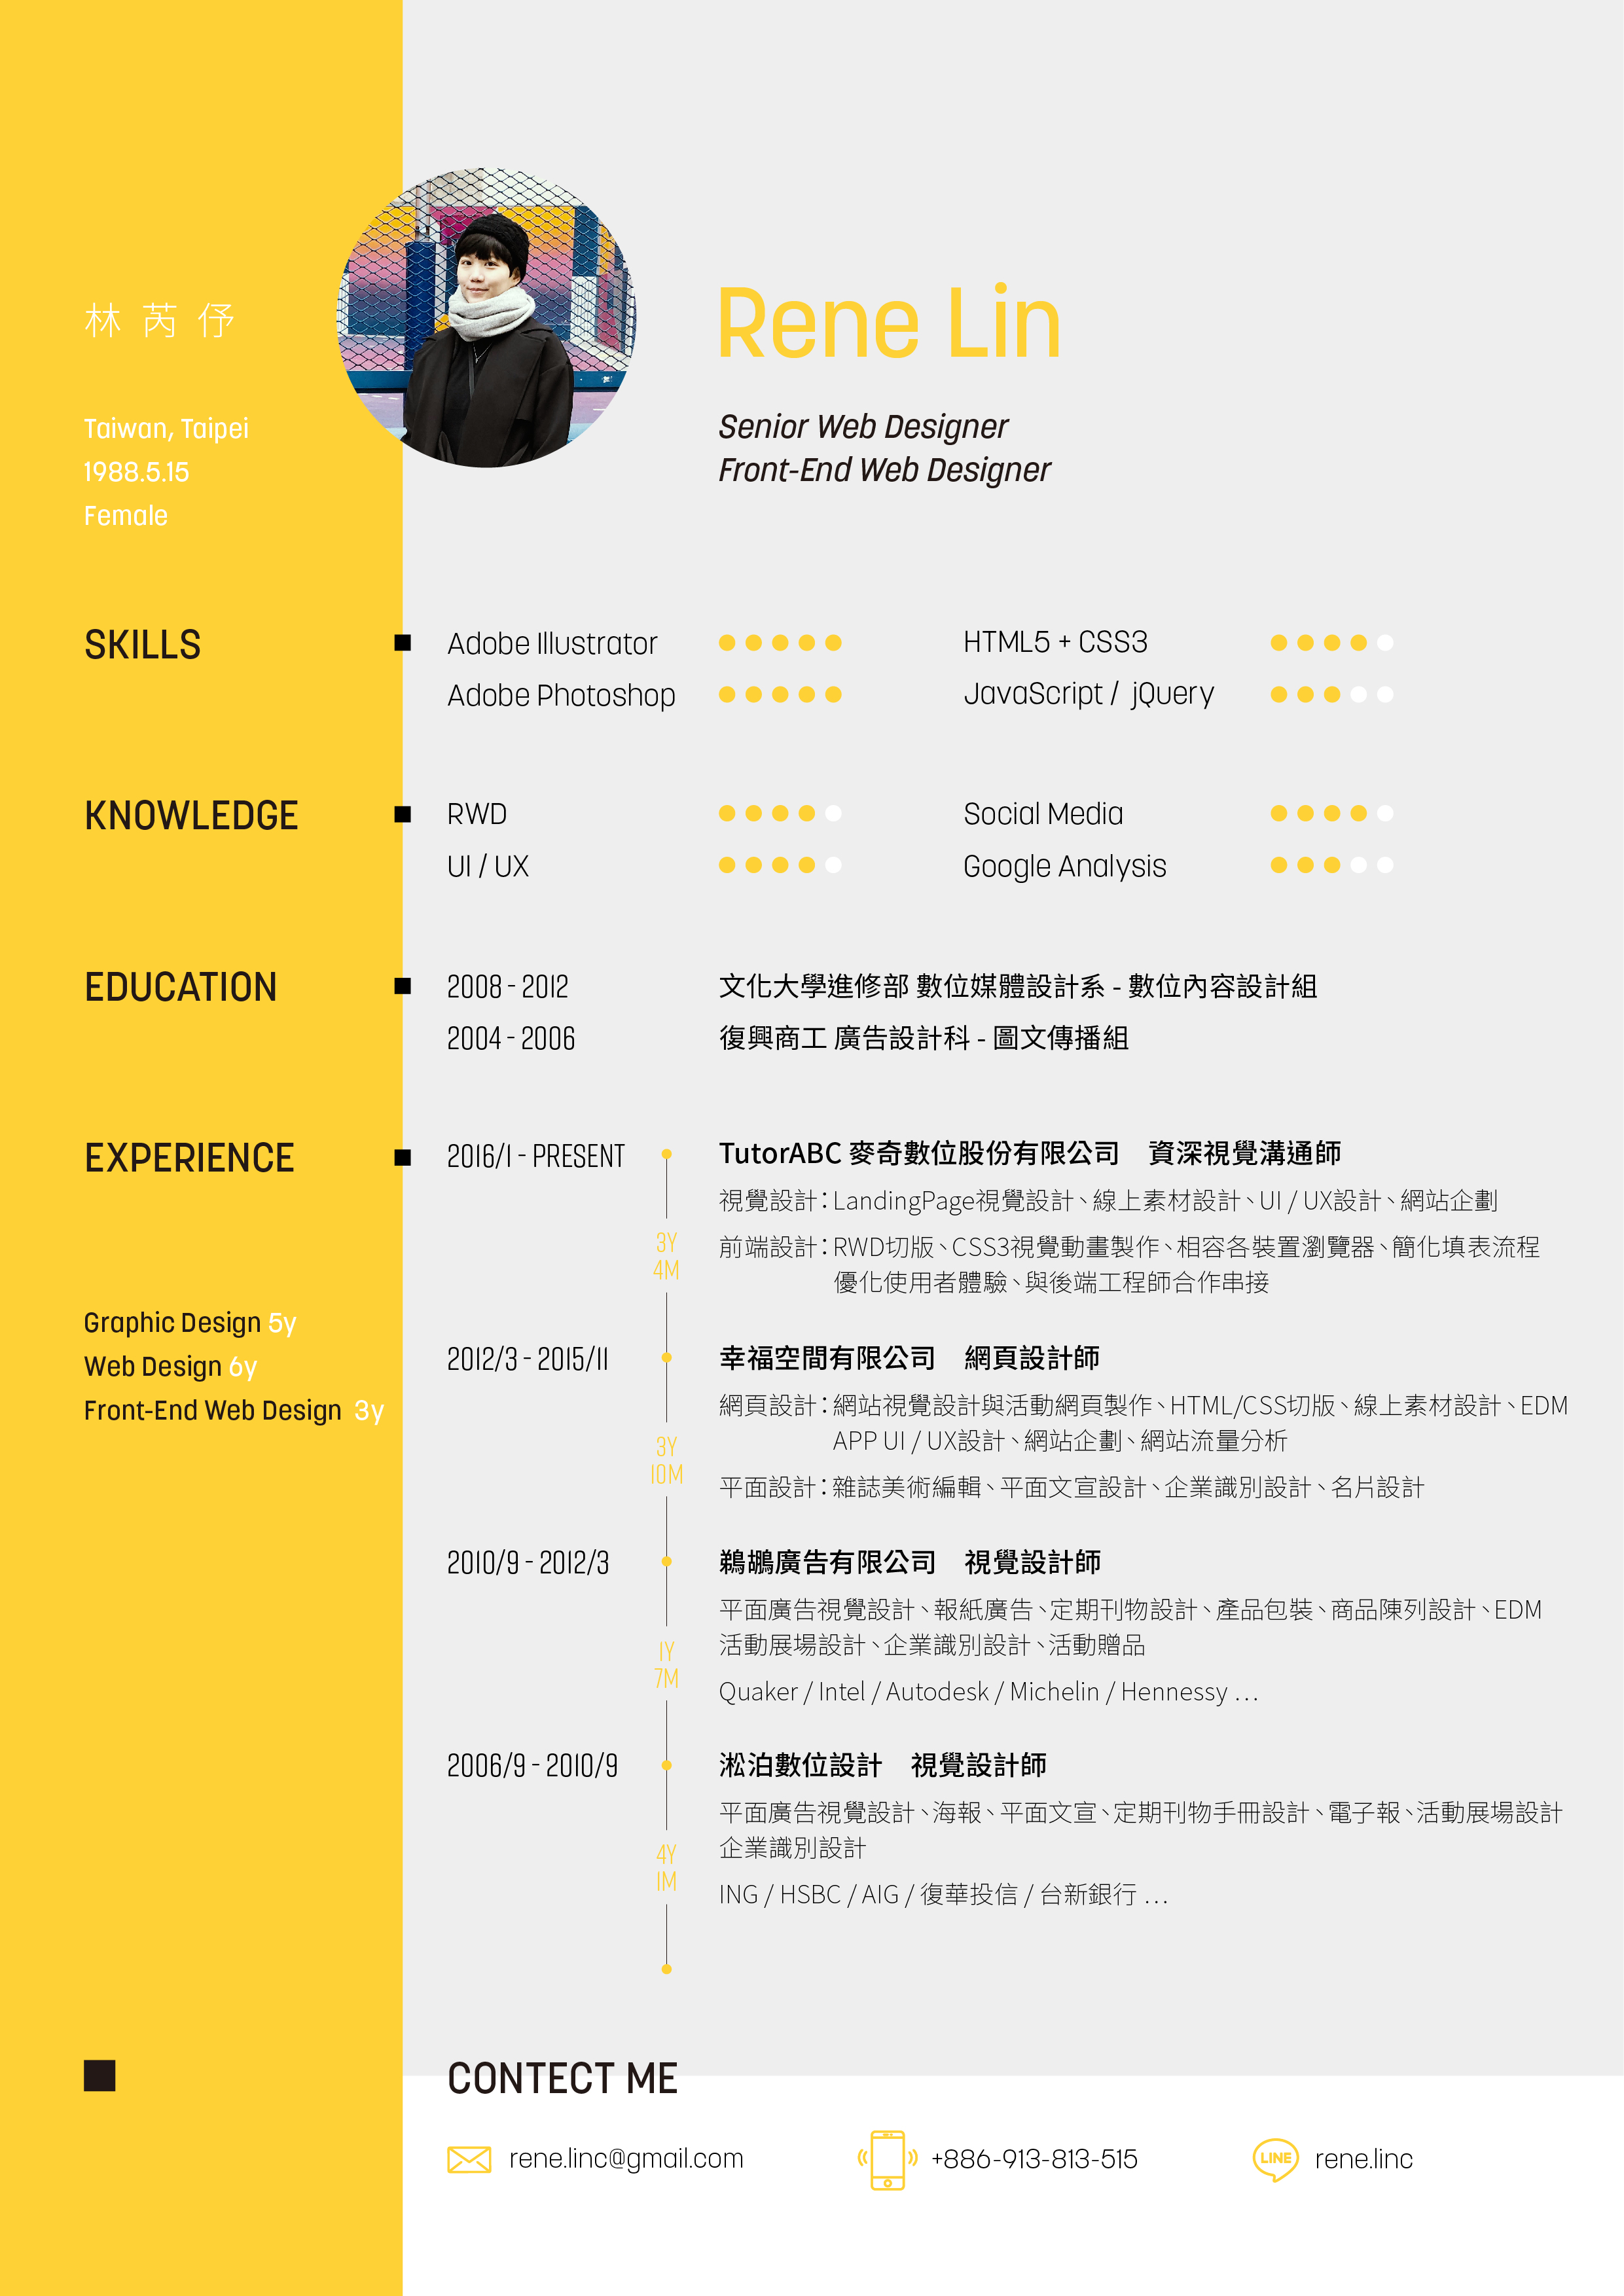 林 芮 伃
Rene Lin
Taiwan, Taipei
1988.5.15
Female
Senior Web Designer
Front-End Web Designer
SKILLS
Adobe Illustrator
HTML5 + CSS3
Adobe Photoshop
JavaScript / jQuery
KNOWLEDGE
RWD
Social Media
UI / UX
Google Analysis
EDUCATION
2008 - 2012 文化大學進修部 數位媒體設計系 - 數位內容設計組
2004 - 2006 復興商工 廣告設計科 - 圖文傳播組
EXPERIENCE
Graphic Design 5y
Web Design 6y
Front-End Web Design 3y
2016/1 - PRESENT TutorABC 麥奇數位股份有限公司 資深視覺溝通師
視覺設計：LandingPage視覺設計、線上素材設計、UI / UX設計、網站企劃
3Y
4M
前端設計：RWD切版、CSS3視覺動畫製作、相容各裝置瀏覽器、簡化填表流程
優化使用者體驗、與後端工程師合作串接
2012/3 - 2015/11 幸福空間有限公司 網頁設計師
網頁設計：網站視覺設計與活動網頁製作、HTML/CSS切版、線上素材設計、EDM
APP UI / UX設計、網站企劃、網站流量分析
3Y
10M
平面設計：雜誌美術編輯、平面文宣設計、企業識別設計、名片設計
2010/9 - 2012/3 鵜鶘廣告有限公司 視覺設計師
平面廣告視覺設計、報紙廣告、定期刊物設計、產品包裝、商品陳列設計、EDM
活動展場設計、企業識別設計、活動贈品
1Y
7M
Quaker / Intel / Autodesk / Michelin / Hennessy ...
2006/9 - 2010/9 淞泊數位設計 視覺設計師
平面廣告視覺設計、海報、平面文宣、定期刊物手冊設計、電子報、活動展場設計
企業識別設計
4Y
1M
ING / HSBC / AIG / 復華投信 / 台新銀行 ...
CONTECT ME
rene.linc@gmail.com
+886-913-813-515
LINE
rene.linc